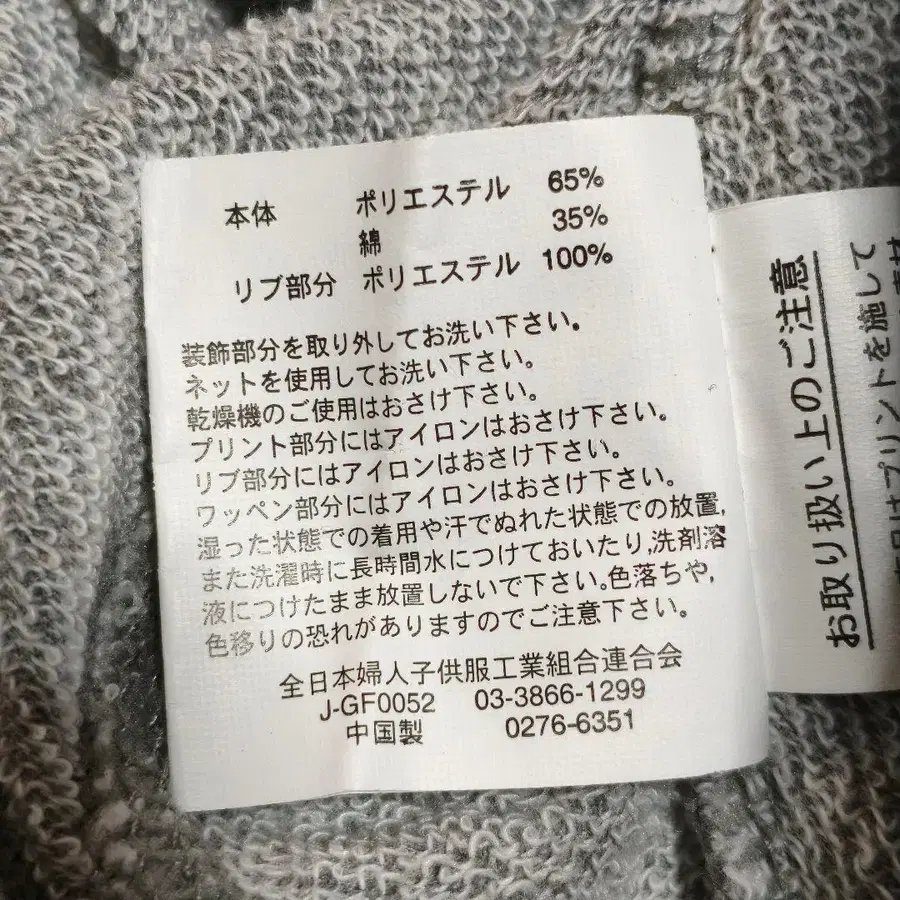 本体 ポリエステル 65%
綿 35%
リブ部分 ポリエステル 100%
装飾部分を取り外してお洗い下さい。
ネットを使用してお洗い下さい。
乾燥機のご使用はおさけ下さい。
プリント部分にはアイロンはおさけ下さい。
リブ部分にはアイロンはおさけ下さい。
ワッペン部分にはアイロンはおさけ下さい。
湿った状態での着用や汗でぬれた状態での放置,
また洗濯時に長時間水につけておいたり,洗剤溶
液につけたまま放置しないで下さい。色落ちや,
色移りの恐れがありますのでご注意下さい。
全日本婦人子供服工業組合連合会
J-GF0052 03-3866-1299
中国製 0276-6351
お取り扱い上のご注意
はプリントを施して